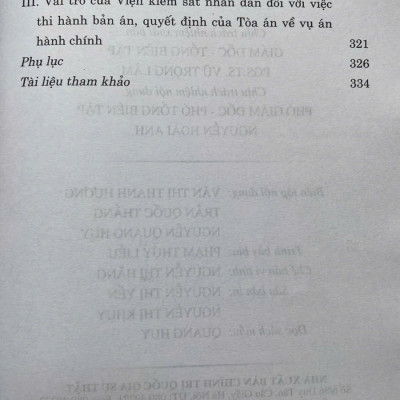 III. Vai trò của Viện kiểm sát nhân dân đối với việc
thi hành bản án, quyết định của Tòa án về vụ án
hành chính 321
Phụ lục 326
Tài liệu tham khảo 334
Chịu trách nhiệm xuất bản
GIÁM ĐỐC - TỔNG BIÊN TẬP
PGS.TS. VŨ TRỌNG LÂM
Chịu trách nhiệm nội dung
PHÓ GIÁM ĐỐC - PHÓ TỔNG BIÊN TẬP
NGUYỄN HOÀI ANH
Biên tập nội dung: VĂN THỊ THANH HƯƠNG
TRẦN QUỐC THẮNG
NGUYỄN QUANG HUY
Trình bày bìa: PHẠM THÚY LIỄU
Chế bản vi tính: NGUYỄN THỊ HẰNG
Sửa bản in: NGUYỄN THỊ YẾN
NGUYỄN THỊ KHUY
Đọc sách mẫu: QUANG HUY
NHÀ XUẤT BẢN CHÍNH TRỊ QUỐC GIA SỰ THẬT